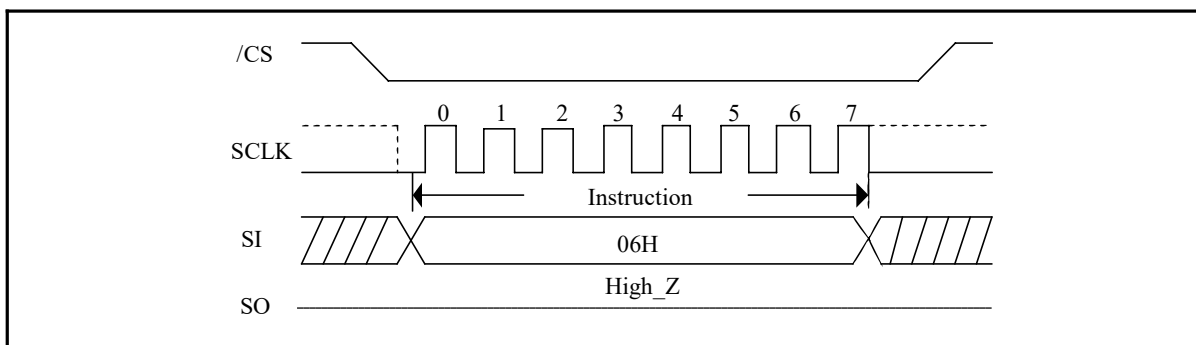 /CS
0 1 2 3 4 5 6 7
SCLK
Instruction
SI
06H
High_Z
SO